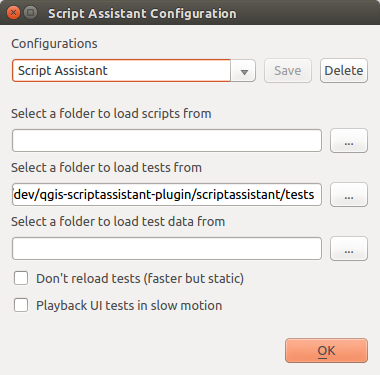 Script Assistant Configuration
Configurations
Script Assistant Save Delete
Select a folder to load scripts from
...
Select a folder to load tests from
dev/qgis-scriptassistant-plugin/scriptassistant/tests ...
Select a folder to load test data from
...
Don't reload tests (faster but static)
Playback UI tests in slow motion
OK